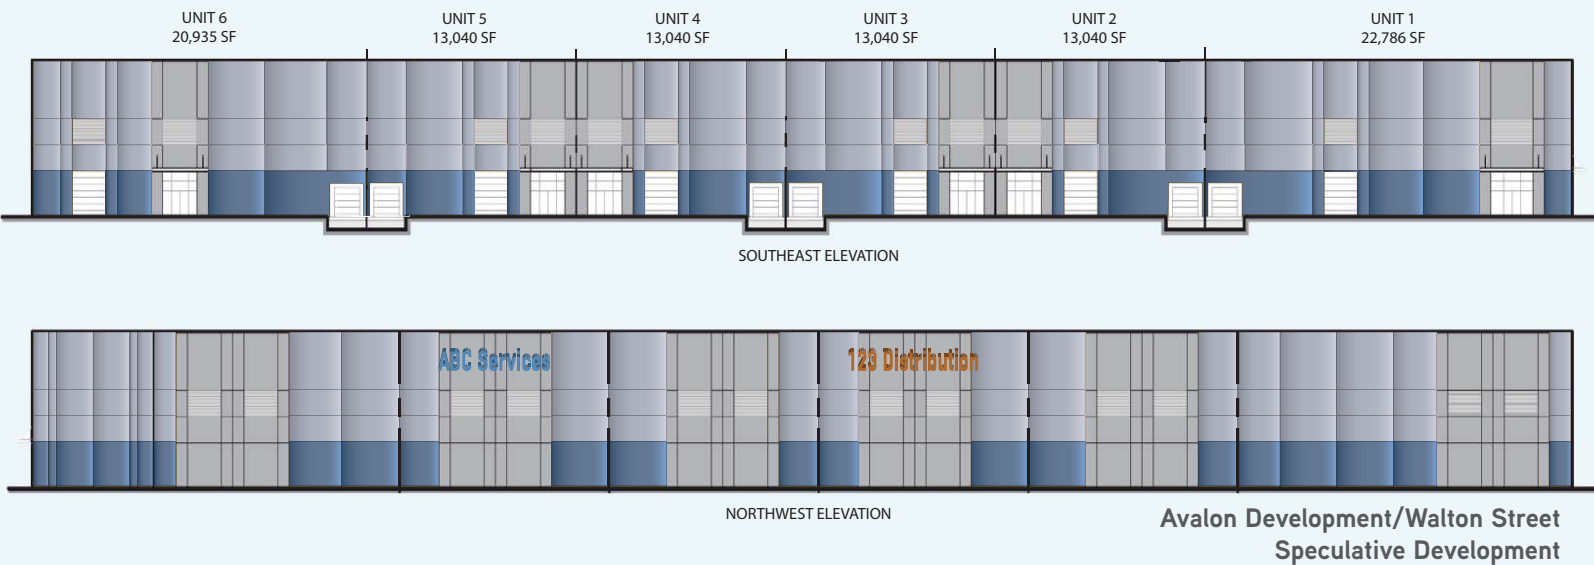 UNIT 6
20,935 SF
UNIT 5
13,040 SF
UNIT 4
13,040 SF
UNIT 3
13,040 SF
UNIT 2
13,040 SF
UNIT 1
22,786 SF
SOUTHEAST ELEVATION
ABC Services
123 Distribution
NORTHWEST ELEVATION
Avalon Development/Walton Street
Speculative Development